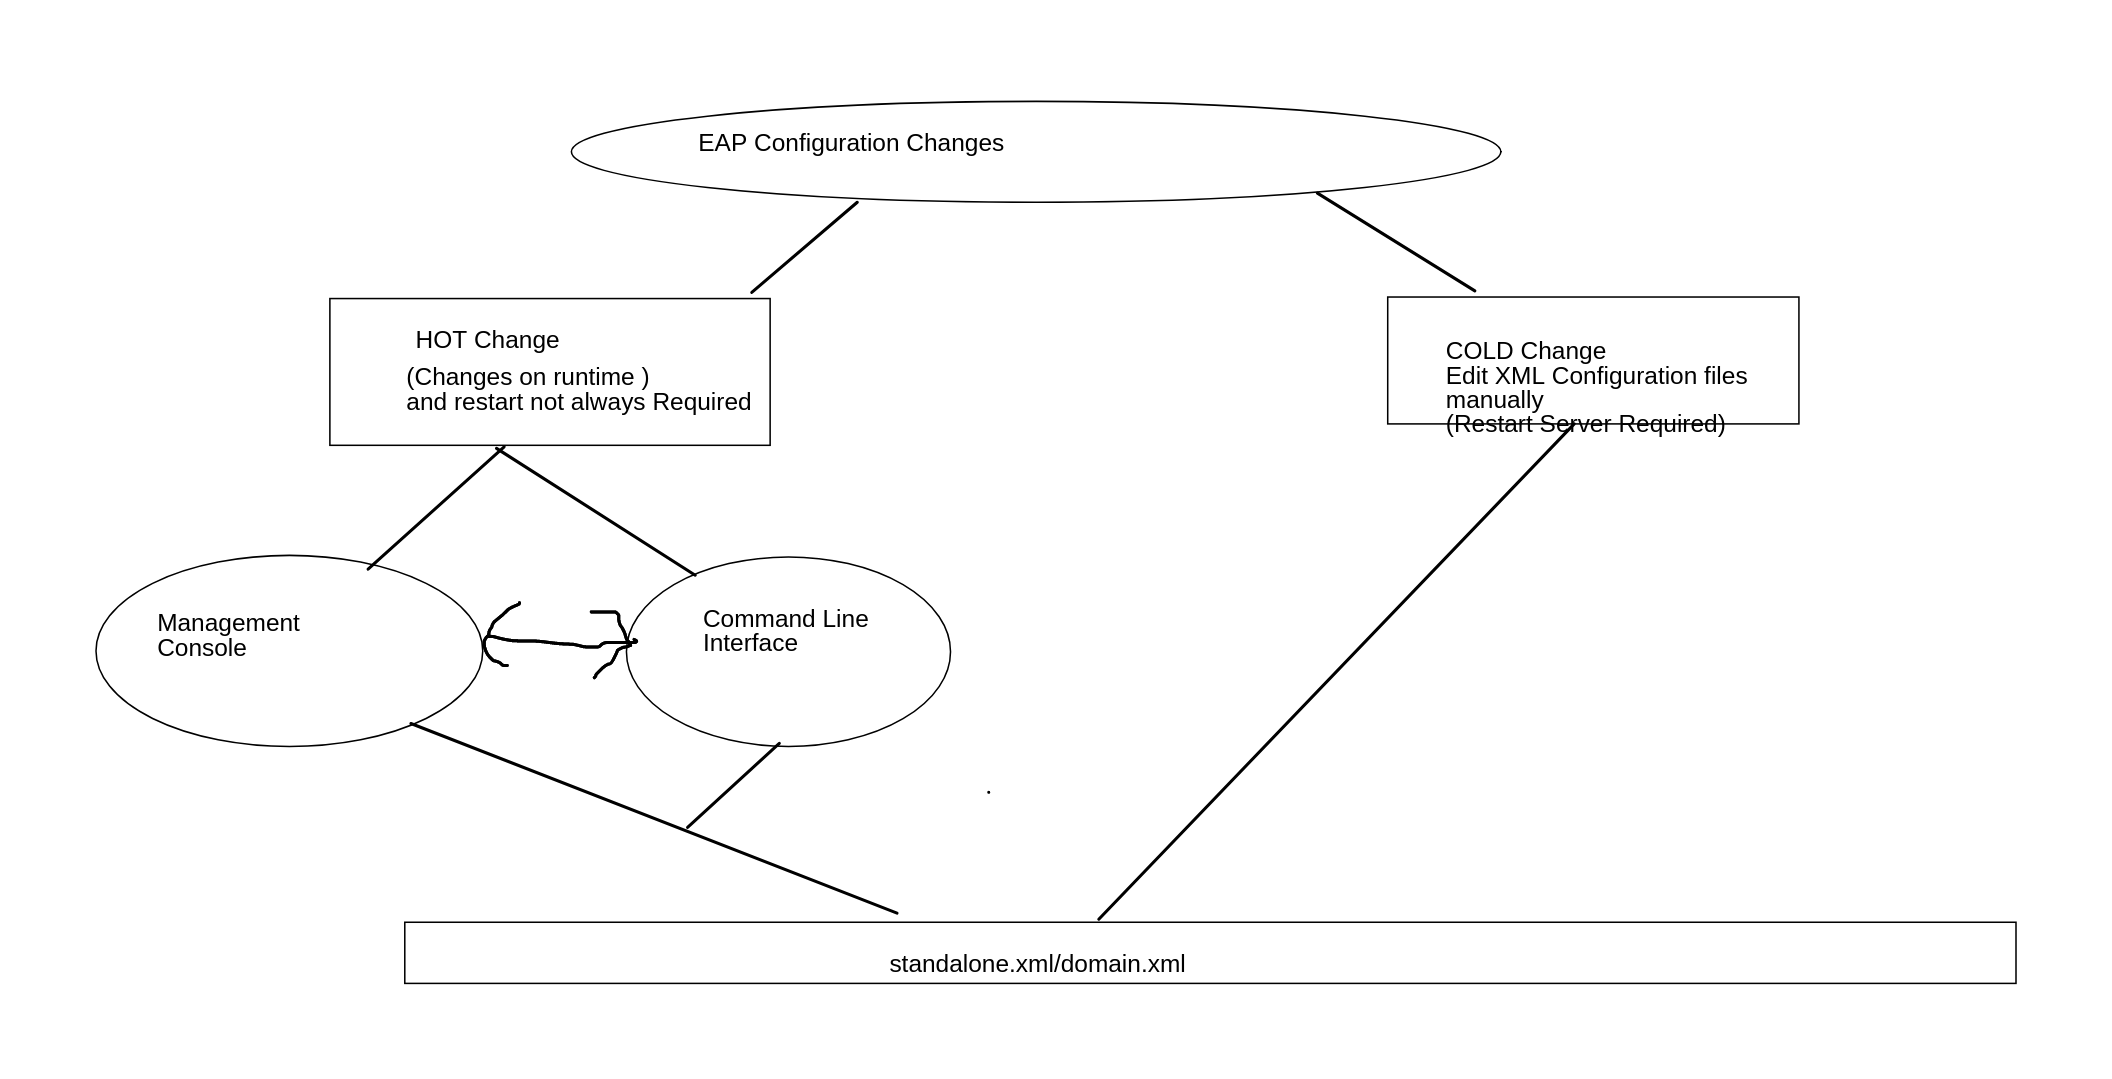 EAP Configuration Changes
HOT Change
(Changes on runtime )
and restart not always Required
COLD Change
Edit XML Configuration files
manually
(Restart Server Required)
Management
Console
Command Line
Interface
standalone.xml/domain.xml